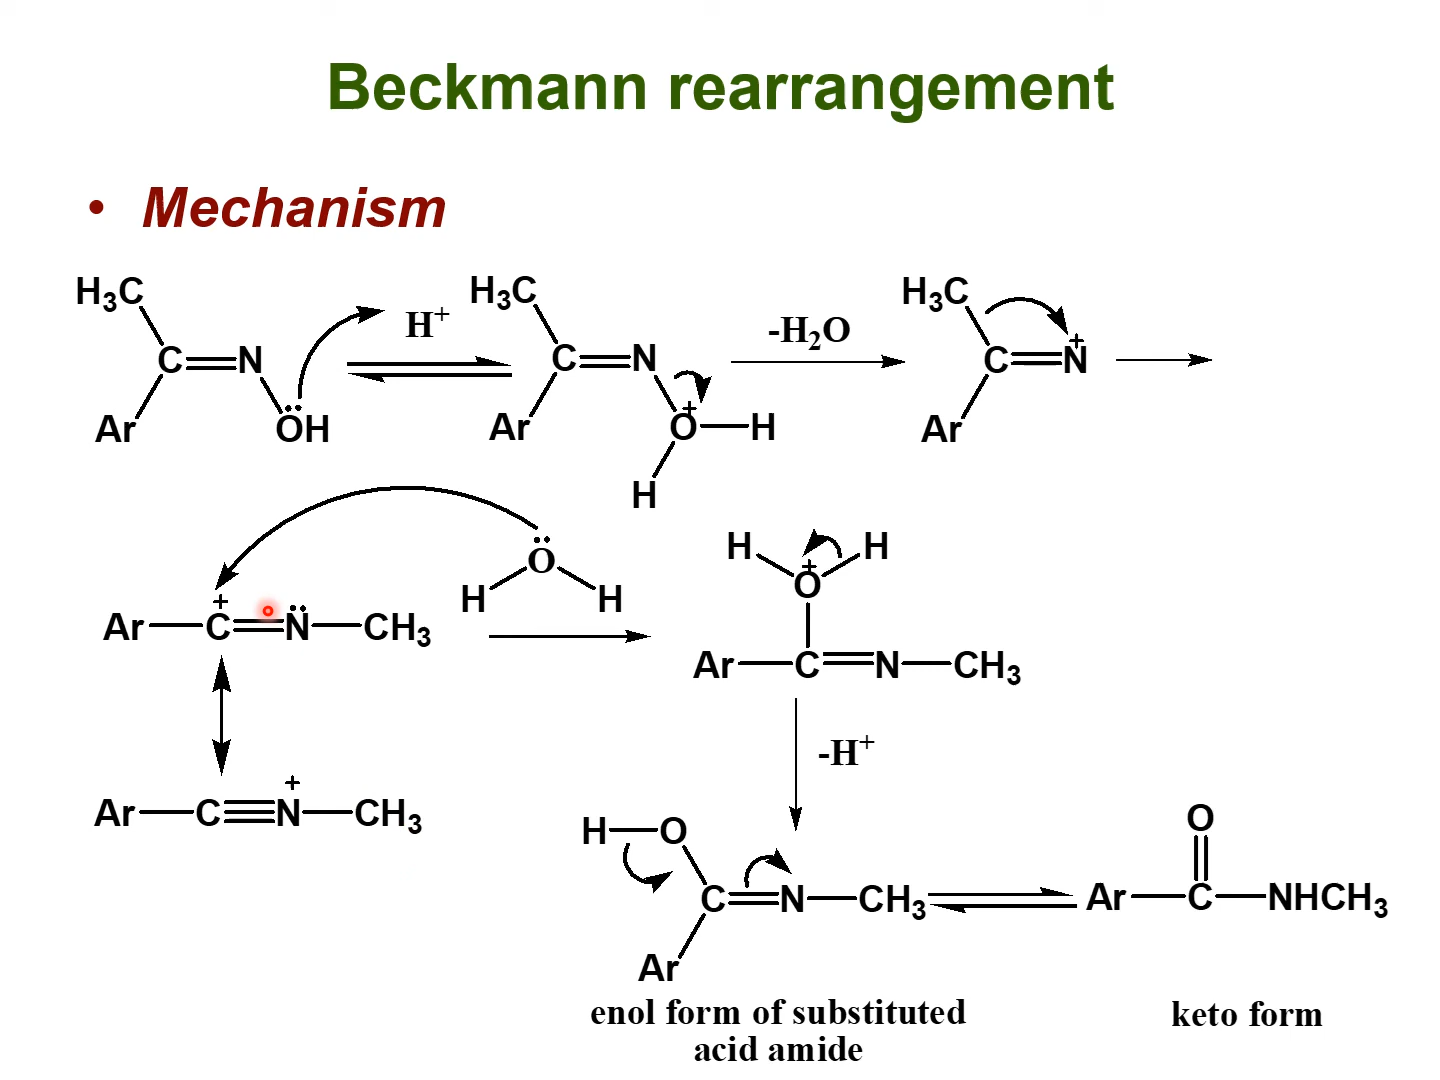 Beckmann rearrangement
• Mechanism
H₃C H₃C H₃C
H⁺ -H₂O
C N C N C N⁺
Ar OH Ar O⁺ H Ar
H
O
H H H H
O⁺
Ar C⁺ N CH₃
Ar C N CH₃
-H⁺
Ar C N⁺ CH₃
H O O
C N CH₃ Ar C NHCH₃
Ar
enol form of substituted keto form
acid amide